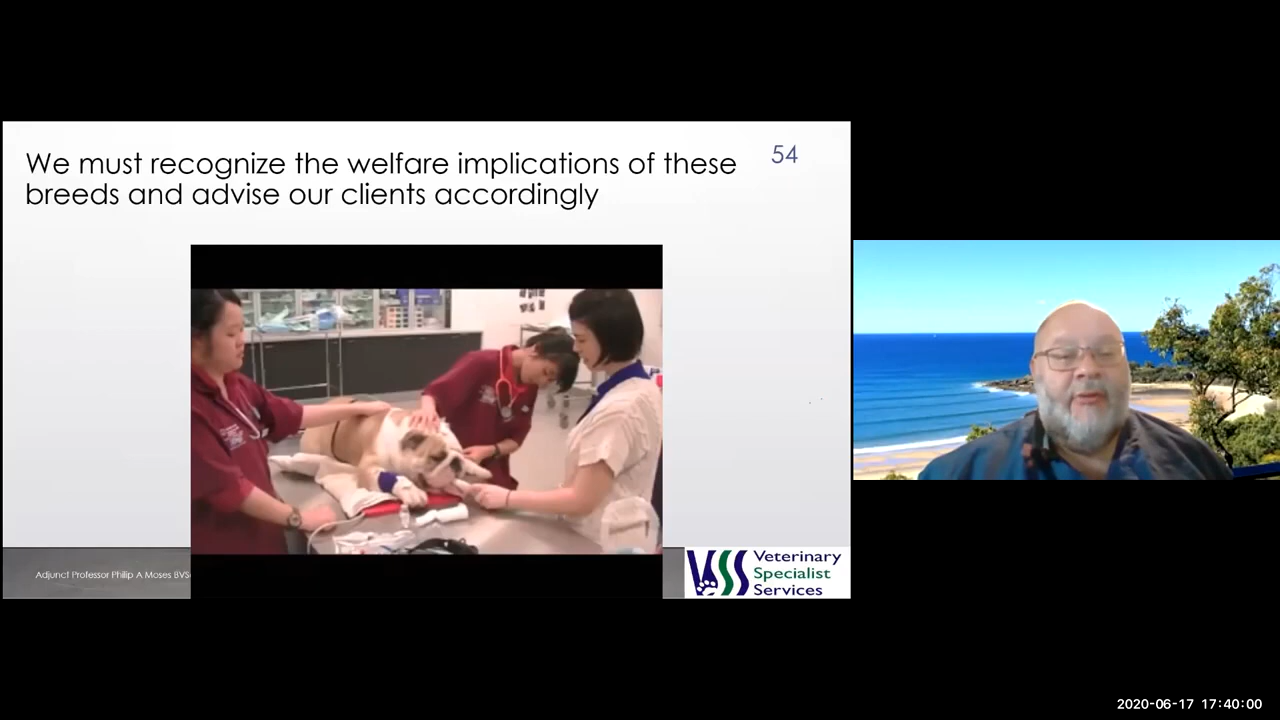 We must recognize the welfare implications of these
breeds and advise our clients accordingly
54
Adjunct Professor Philip A Moses BVS
VSS
Veterinary
Specialist
Services
2020-06-17 17:40:00